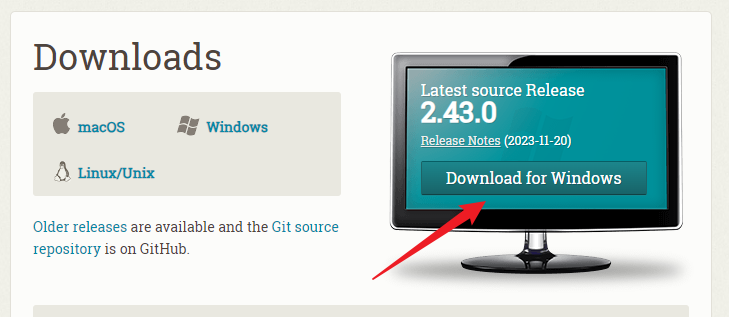 Downloads
macOS
Windows
Linux/Unix
Older releases are available and the Git source
repository is on GitHub.
Latest source Release
2.43.0
Release Notes (2023-11-20)
Download for Windows